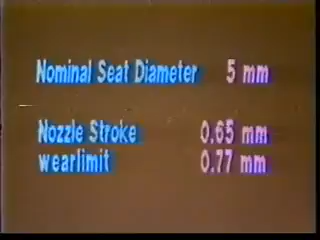 Nominal Seat Diameter 5 mm
Nozzle Stroke 0.65 mm
wearlimit 0.77 mm